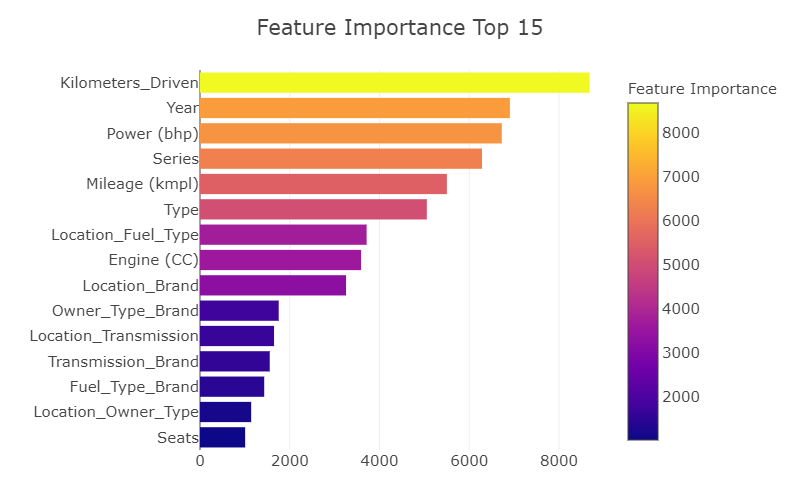 Feature Importance Top 15
Kilometers_Driven
Year
Power (bhp)
Series
Mileage (kmpl)
Type
Location_Fuel_Type
Engine (CC)
Location_Brand
Owner_Type_Brand
Location_Transmission
Transmission_Brand
Fuel_Type_Brand
Location_Owner_Type
Seats
0 2000 4000 6000 8000
Feature Importance
8000
7000
6000
5000
4000
3000
2000